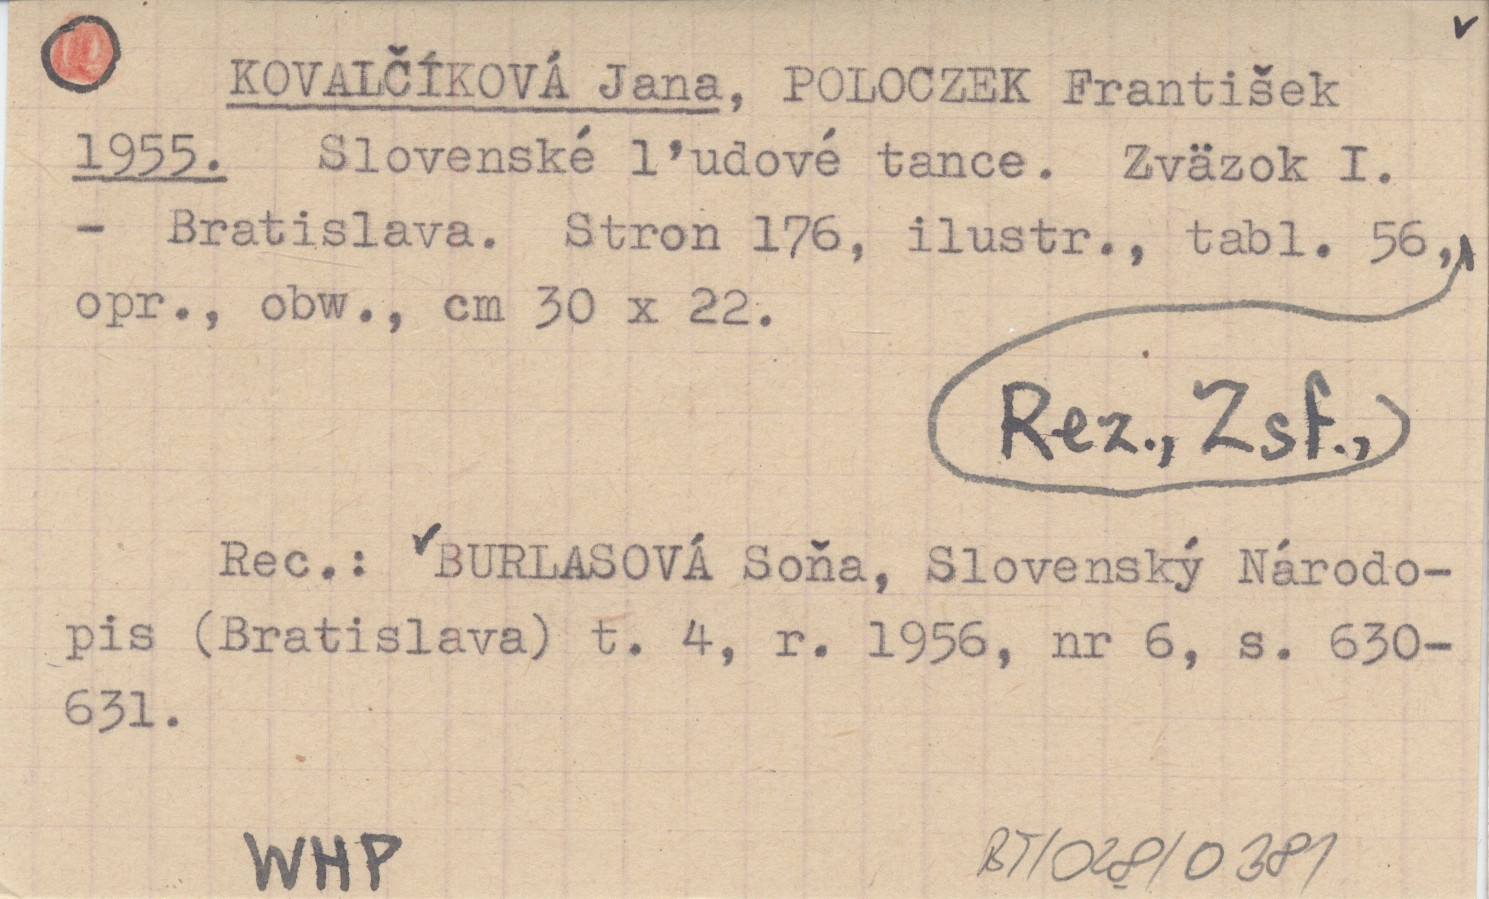 KOVALČÍKOVÁ Jana, POLOCZEK František
1955. Slovenské l'udové tance. Zväzok I.
- Bratislava. Stron 176, ilustr., tabl. 56,
opr., obw., cm 30 x 22.
Rez., Zsf.,
Rec.: BURLASOVÁ Soňa, Slovenský Národo-
pis (Bratislava) t. 4, r. 1956, nr 6, s. 630-
631.
WHP
BT/028/0381